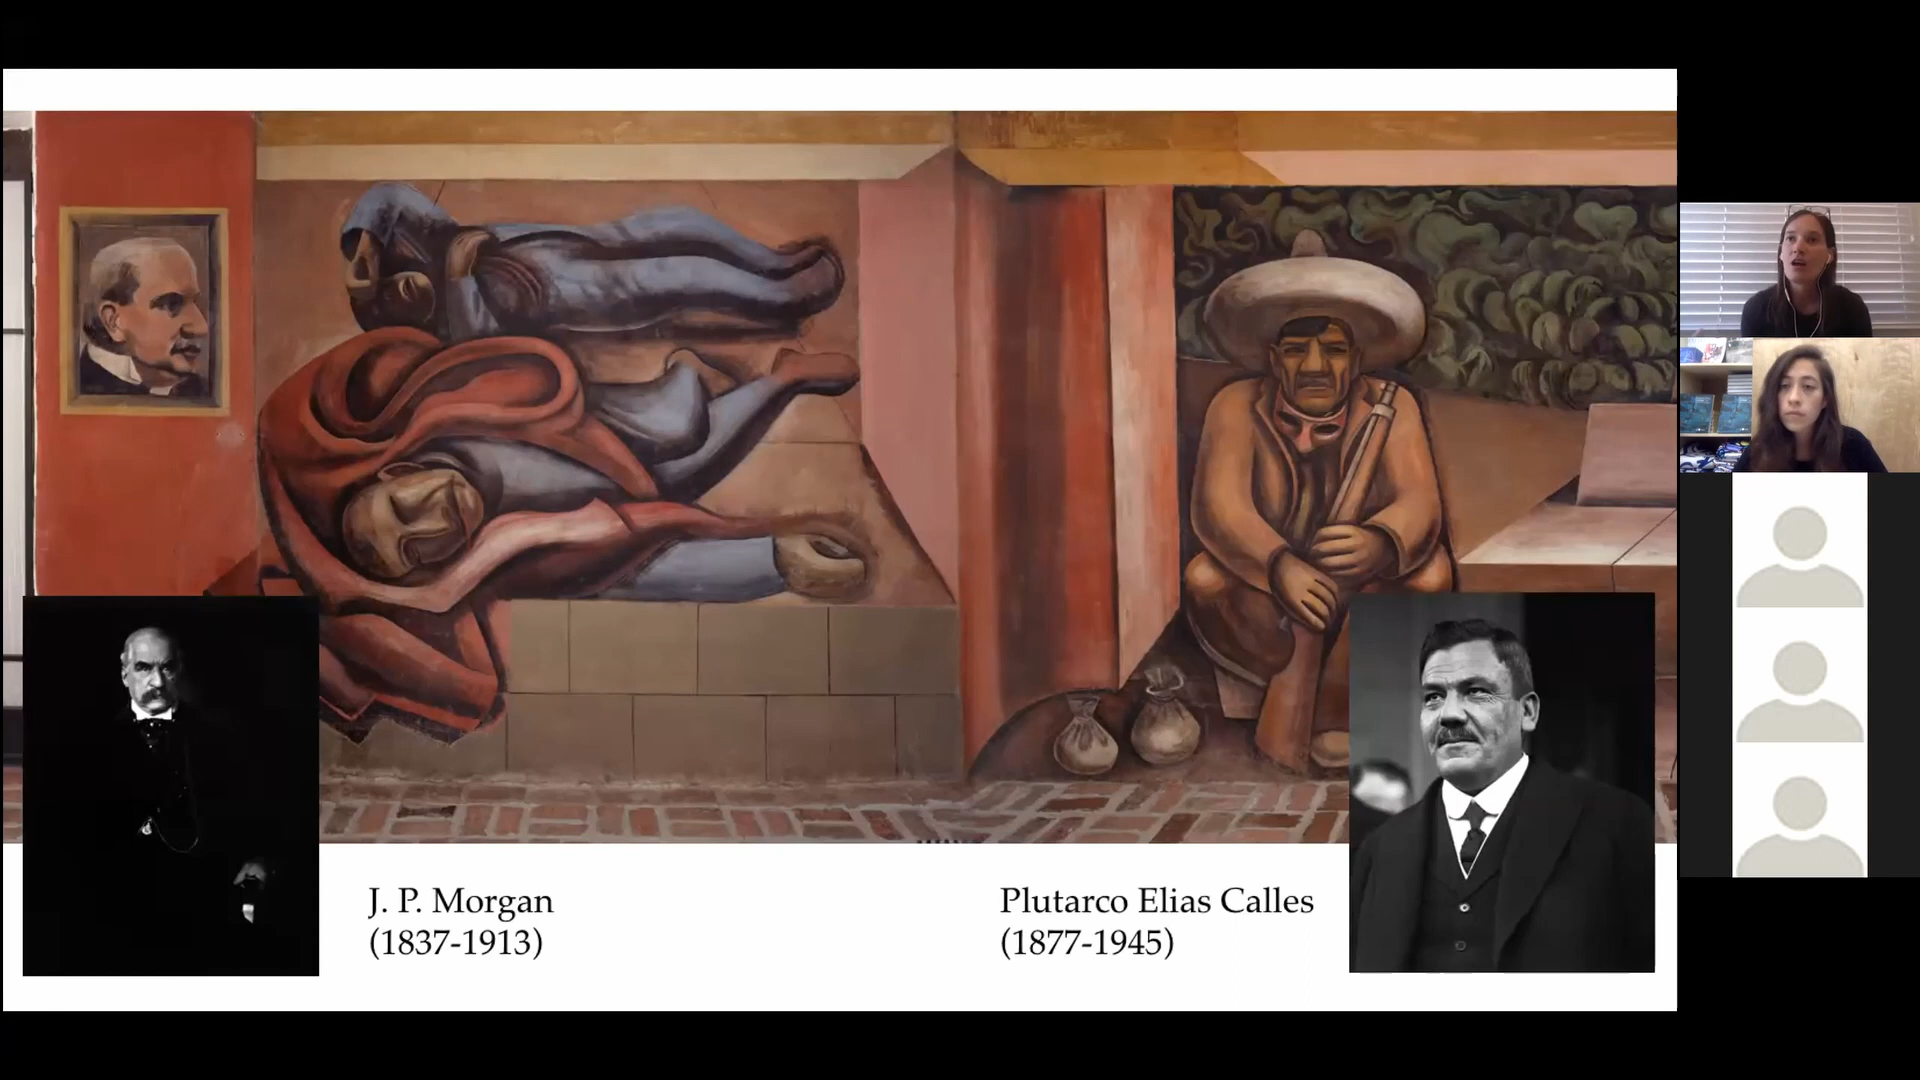 J. P. Morgan
(1837-1913)
Plutarco Elias Calles
(1877-1945)